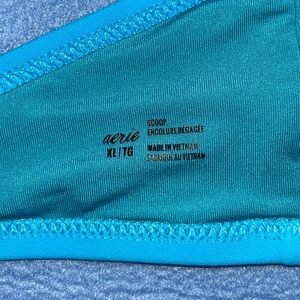 aerie
XL/TG
SCOOP
ENCOLURE DÉGAGÉE
MADE IN VIETNAM
FABRIQUÉ AU VIETNAM